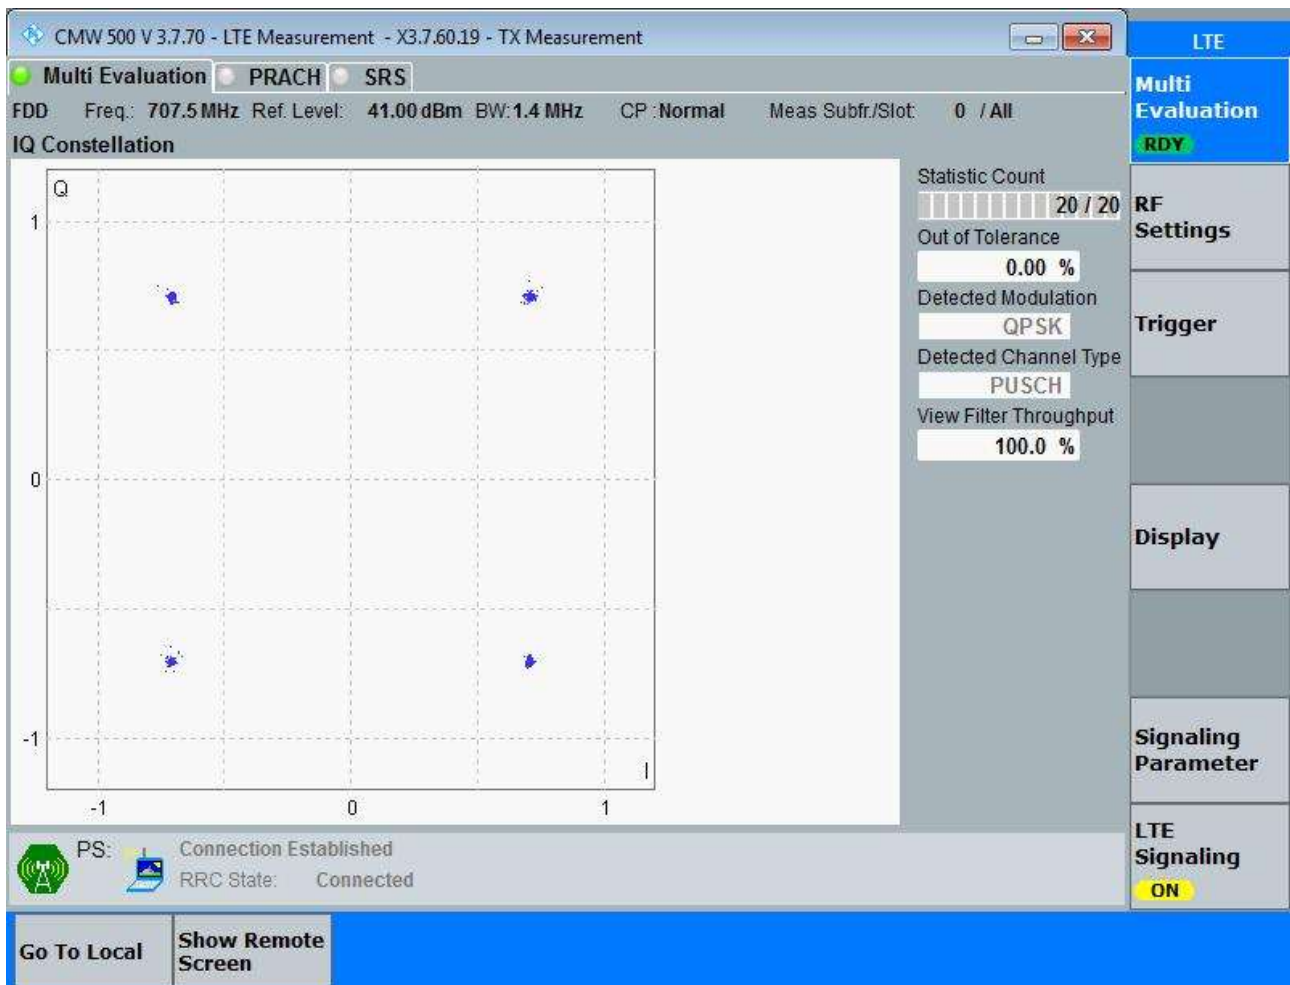 CMW 500 V 3.7.70 - LTE Measurement - X3.7.60.19 - TX Measurement
LTE
Multi Evaluation PRACH SRS
FDD Freq.: 707.5 MHz Ref. Level: 41.00 dBm BW: 1.4 MHz CP : Normal Meas Subfr./Slot: 0 / All
IQ Constellation
Multi
Evaluation
RDY
Q
1
0
-1
I
-1 0 1
Statistic Count
20 / 20
Out of Tolerance
0.00 %
Detected Modulation
QPSK
Detected Channel Type
PUSCH
View Filter Throughput
100.0 %
RF
Settings
Trigger
Display
Signaling
Parameter
LTE
Signaling
ON
PS: Connection Established
RRC State: Connected
Go To Local
Show Remote
Screen